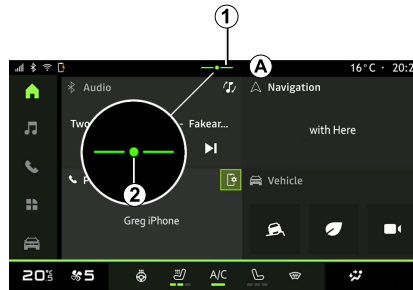 1
A
16°C · 20:2
Audio
Navigation
Two
- Fakear...
with Here
2
Vehicle
Greg iPhone
20°5
5
A/C